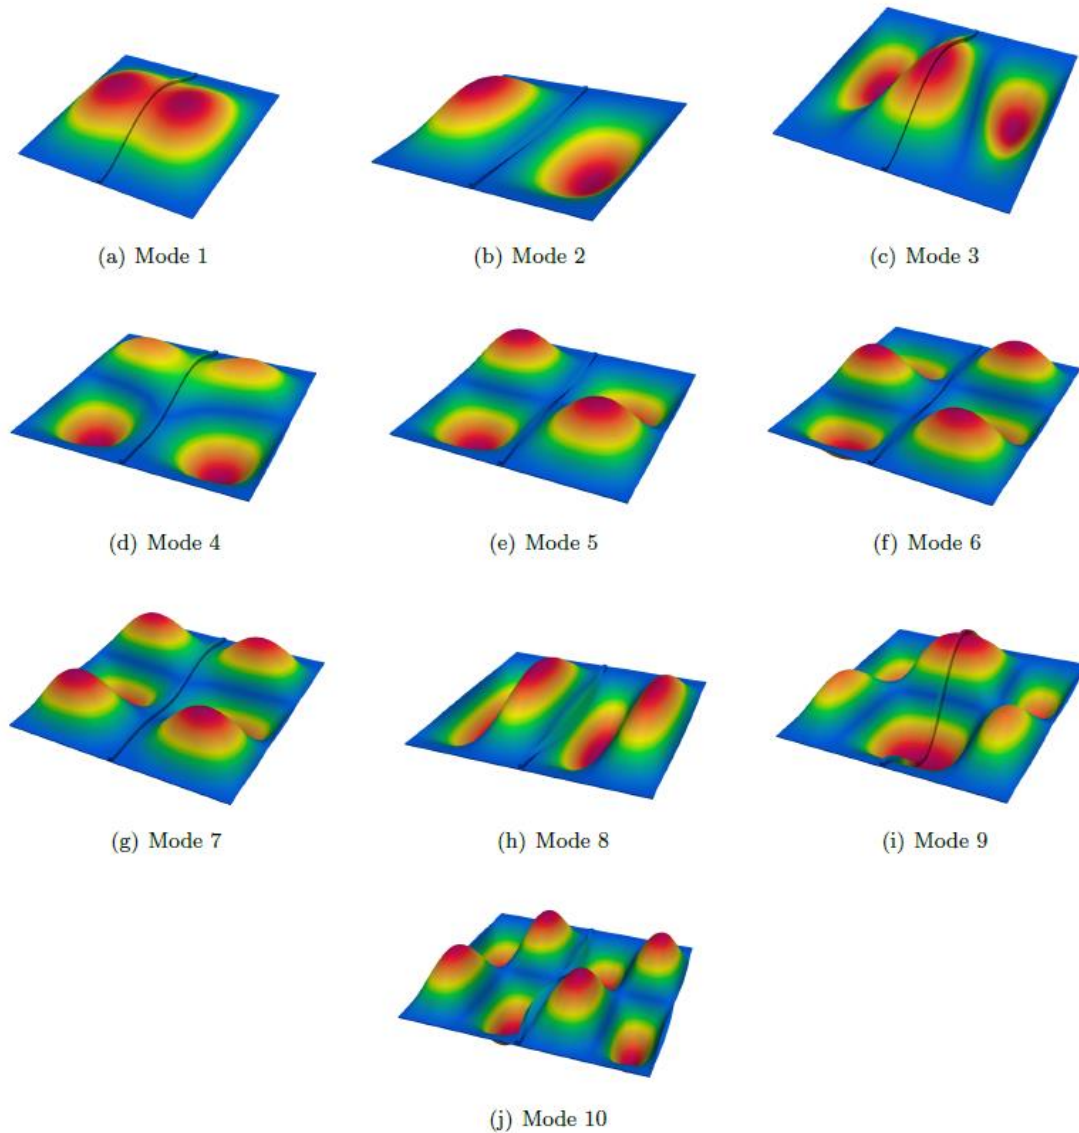 (a) Mode 1
(b) Mode 2
(c) Mode 3
(d) Mode 4
(e) Mode 5
(f) Mode 6
(g) Mode 7
(h) Mode 8
(i) Mode 9
(j) Mode 10